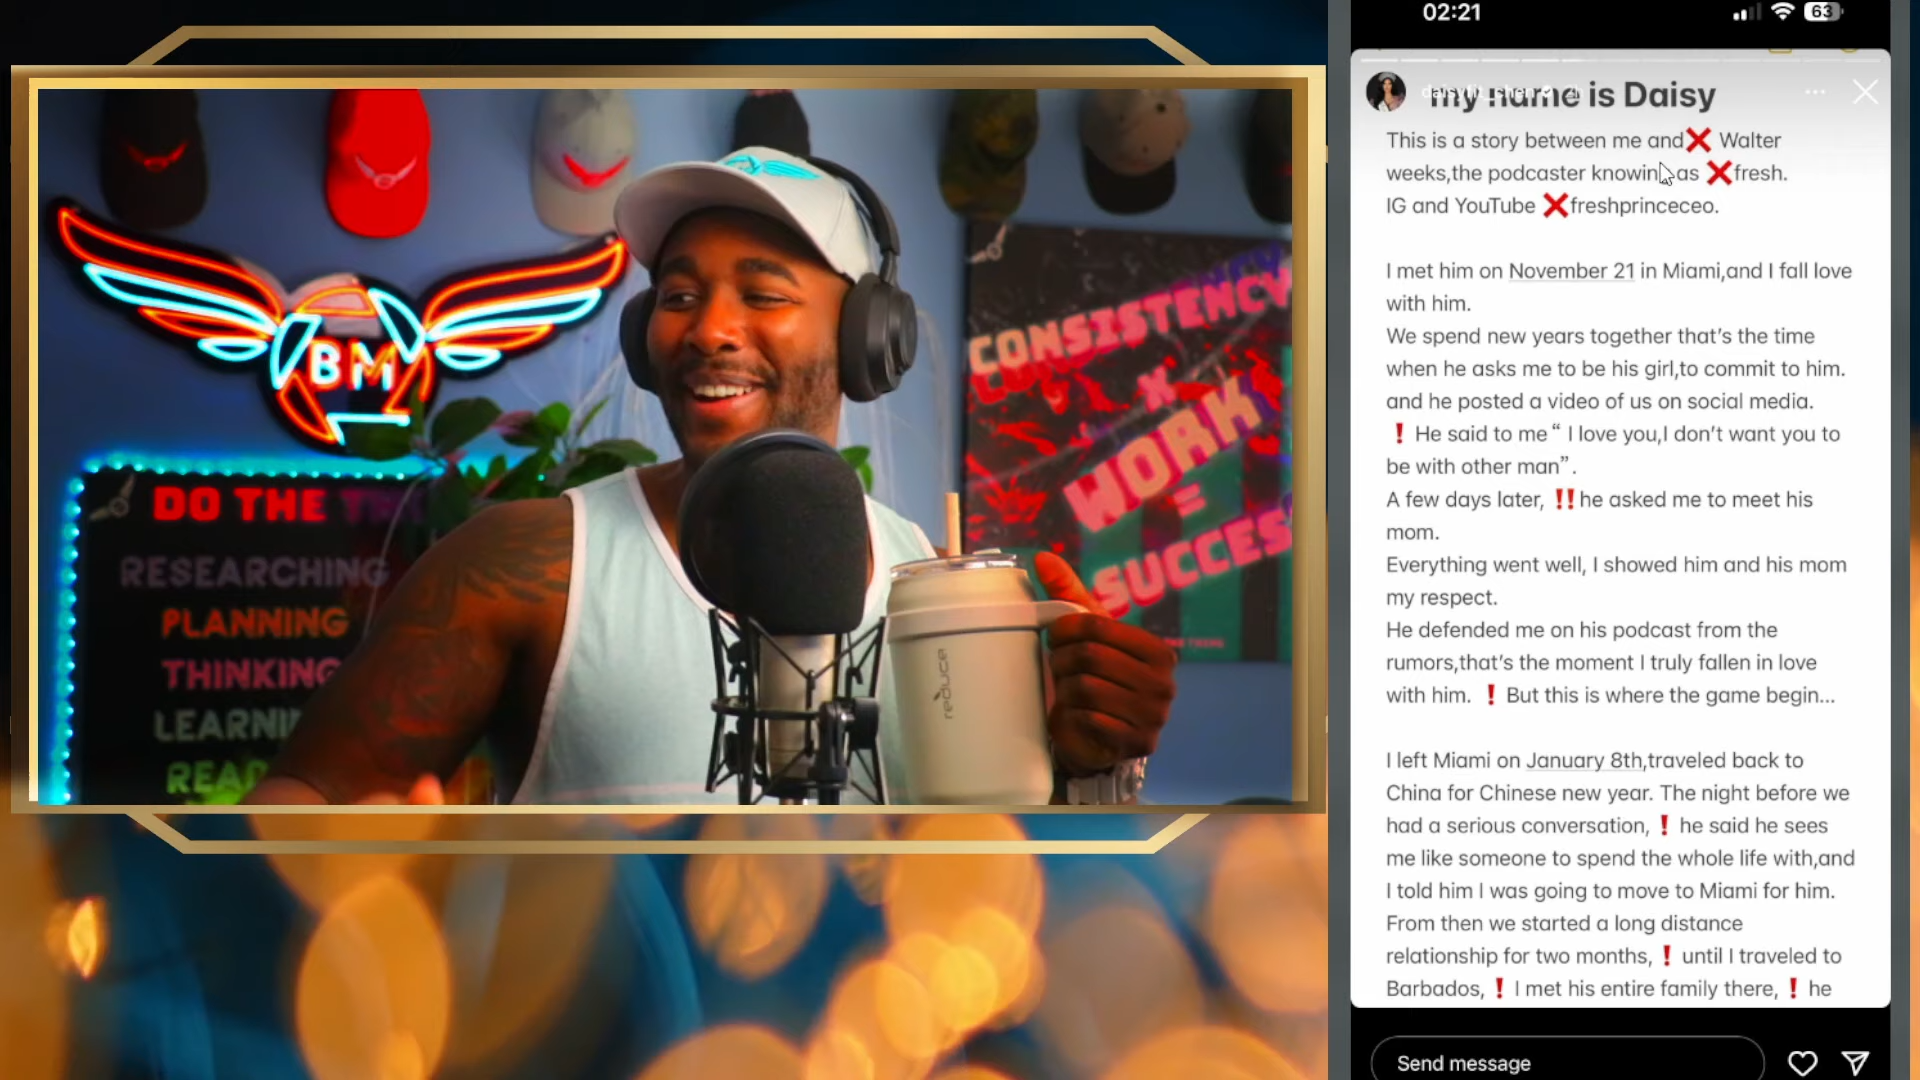 BM
DO THE
RESEARCHING
PLANNING
THINKING
CONSISTENCY
X
WORK
=
SUCCES
reduce
02:21
63
my name is Daisy
This is a story between me and❌ Walter
weeks,the podcaster knowin as ❌fresh.
IG and YouTube ❌freshprinceceo.
I met him on November 21 in Miami,and I fall love
with him.
We spend new years together that’s the time
when he asks me to be his girl,to commit to him.
and he posted a video of us on social media.
❗ He said to me “ I love you,I don’t want you to
be with other man”.
A few days later, ‼️he asked me to meet his
mom.
Everything went well, I showed him and his mom
my respect.
He defended me on his podcast from the
rumors,that’s the moment I truly fallen in love
with him. ❗ But this is where the game begin...
I left Miami on January 8th,traveled back to
China for Chinese new year. The night before we
had a serious conversation, ❗ he said he sees
me like someone to spend the whole life with,and
I told him I was going to move to Miami for him.
From then we started a long distance
relationship for two months, ❗ until I traveled to
Barbados, ❗ I met his entire family there, ❗ he
Send message